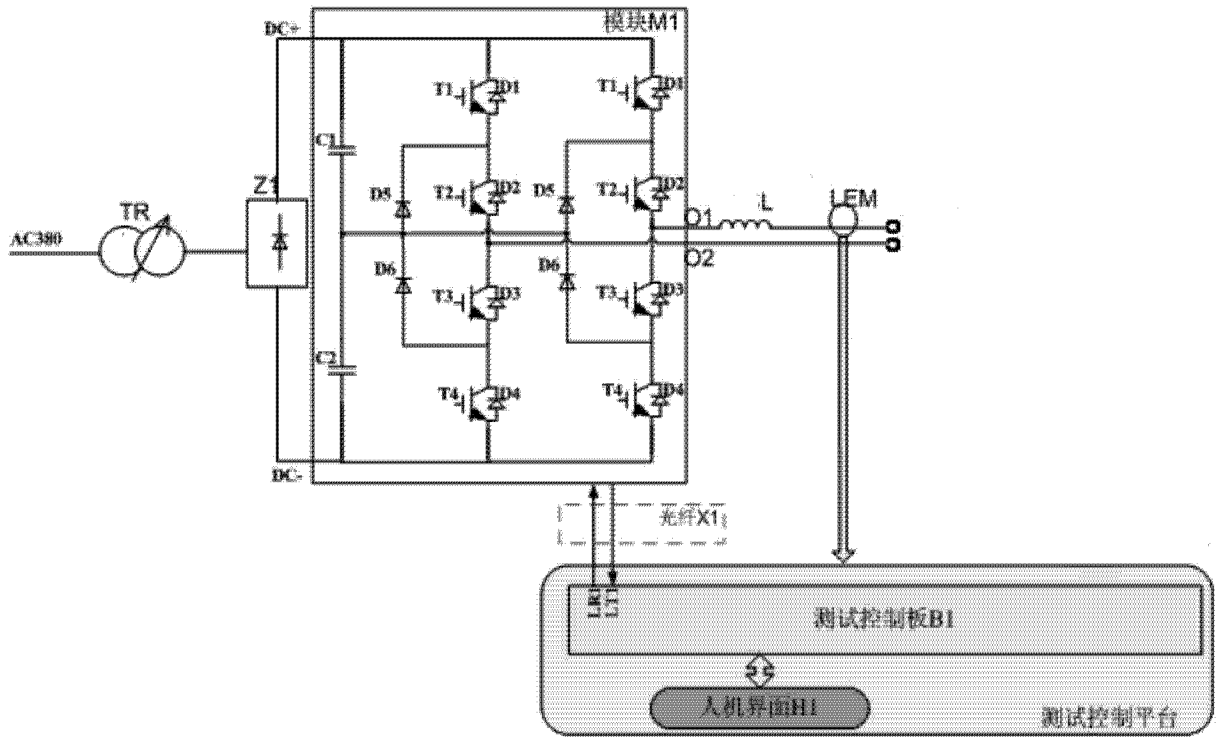 DC+
模块M1
T1
D1
T1
D1
C1
Z1
D5
T2
D2
D5
T2
D2
TR
AC380
O1
L
LEM
O2
D6
D6
T3
D3
T3
D3
C2
T4
D4
T4
D4
DC-
光纤X1
LR1
LT1
测试控制板B1
人机界面H1
测试控制平台